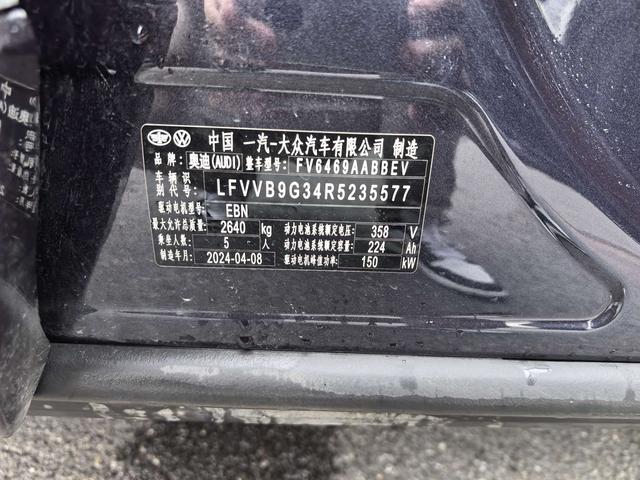 中国 一汽-大众汽车有限公司 制造
品牌: 奥迪(AUDI) 整车型号: FV6469AABBEV
车辆识别代号: LFVVB9G34R5235577
驱动电机型号: EBN
最大允许总质量: 2640 kg 动力电池系统额定电压: 358 V
乘坐人数: 5 人 动力电池系统额定容量: 224 Ah
制造年月: 2024-04-08 驱动电机峰值功率: 150 kW